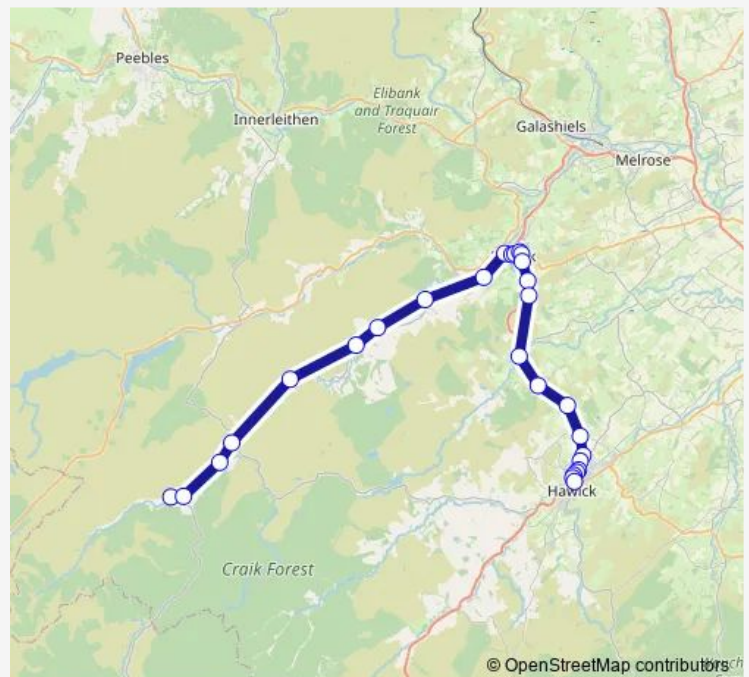 Peebles
Elibank
and Traquair
Forest
Innerleithen
Galashiels
Melrose
Hawick
Craik Forest
© OpenStreetMap contributors